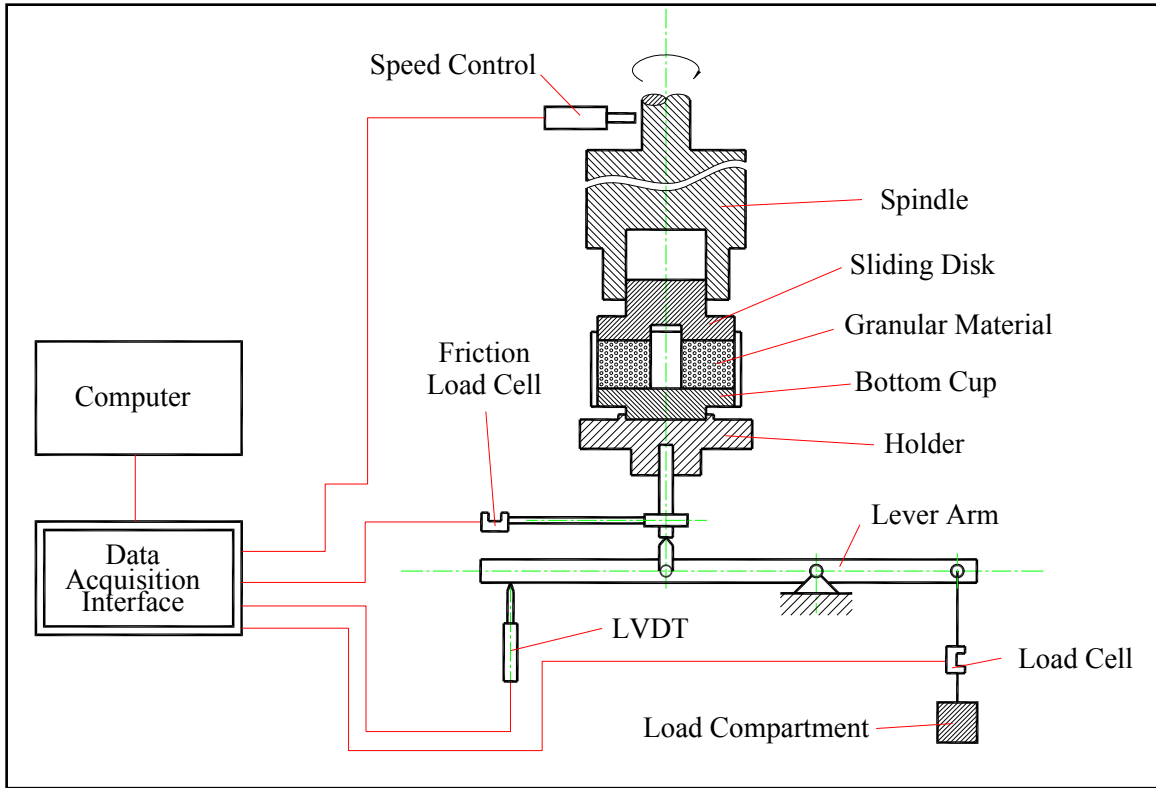 Speed Control
Spindle
Sliding Disk
Granular Material
Friction
Load Cell
Bottom Cup
Computer
Holder
Lever Arm
Data
Acquisition
Interface
LVDT
Load Cell
Load Compartment